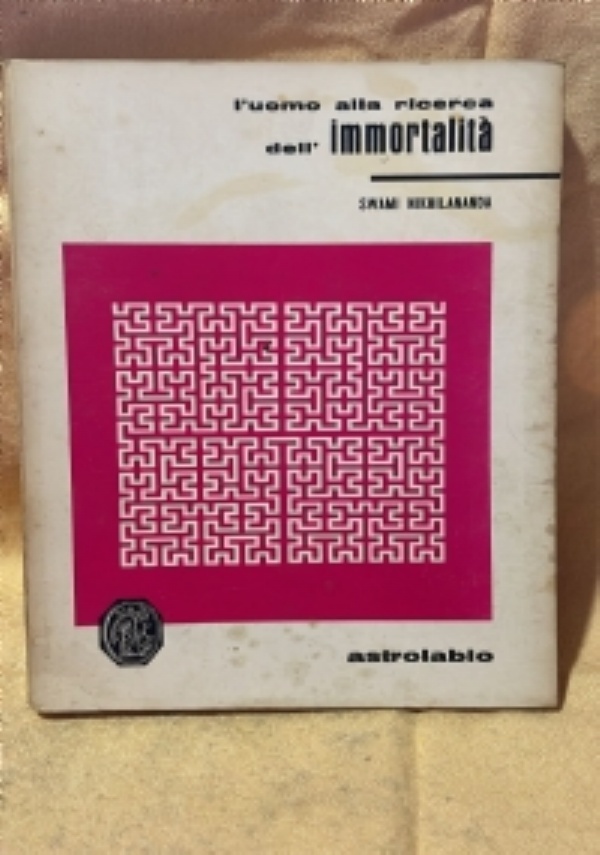 l'uomo alla ricerca
dell' immortalità
SWAMI NIKHILANANDA
astrolabio